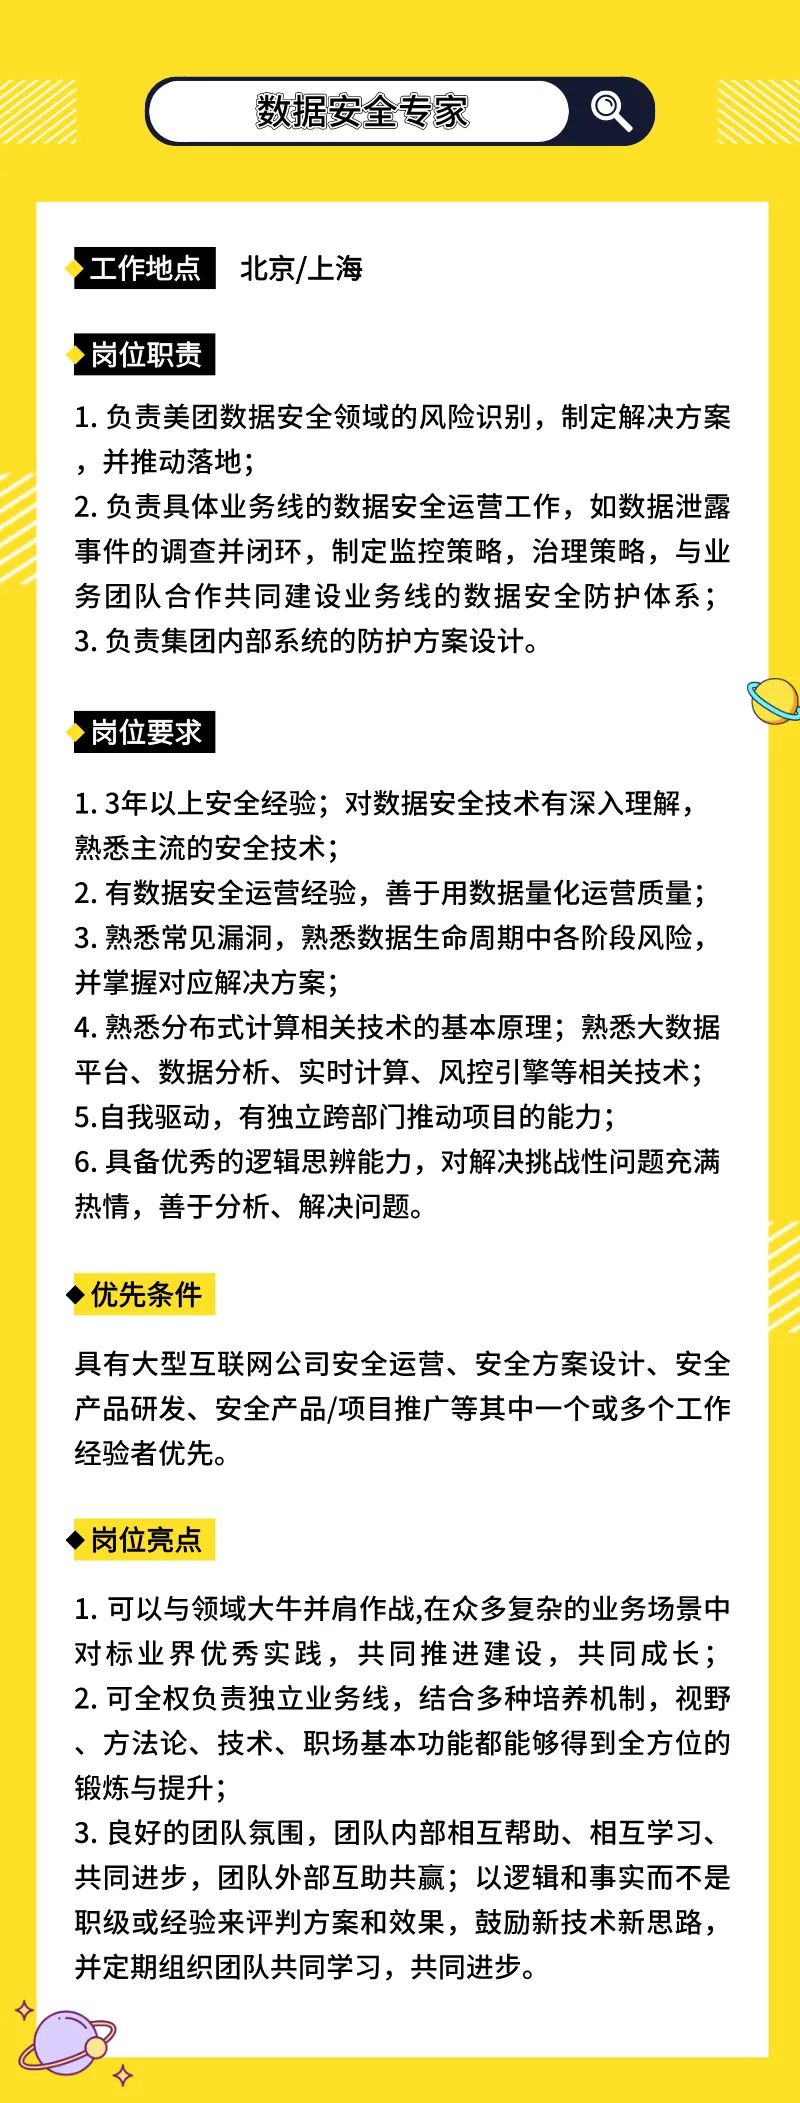 数据安全专家
工作地点 北京/上海
岗位职责
1. 负责美团数据安全领域的风险识别，制定解决方案
，并推动落地；
2. 负责具体业务线的数据安全运营工作，如数据泄露
事件的调查并闭环，制定监控策略，治理策略，与业
务团队合作共同建设业务线的数据安全防护体系；
3. 负责集团内部系统的防护方案设计。
岗位要求
1. 3年以上安全经验；对数据安全技术有深入理解，
熟悉主流的安全技术；
2. 有数据安全运营经验，善于用数据量化运营质量；
3. 熟悉常见漏洞，熟悉数据生命周期中各阶段风险，
并掌握对应解决方案；
4. 熟悉分布式计算相关技术的基本原理；熟悉大数据
平台、数据分析、实时计算、风控引擎等相关技术；
5.自我驱动，有独立跨部门推动项目的能力；
6. 具备优秀的逻辑思辨能力，对解决挑战性问题充满
热情，善于分析、解决问题。
优先条件
具有大型互联网公司安全运营、安全方案设计、安全
产品研发、安全产品/项目推广等其中一个或多个工作
经验者优先。
岗位亮点
1. 可以与领域大牛并肩作战,在众多复杂的业务场景中
对标业界优秀实践，共同推进建设，共同成长；
2. 可全权负责独立业务线，结合多种培养机制，视野
、方法论、技术、职场基本功能都能够得到全方位的
锻炼与提升；
3. 良好的团队氛围，团队内部相互帮助、相互学习、
共同进步，团队外部互助共赢；以逻辑和事实而不是
职级或经验来评判方案和效果，鼓励新技术新思路，
并定期组织团队共同学习，共同进步。